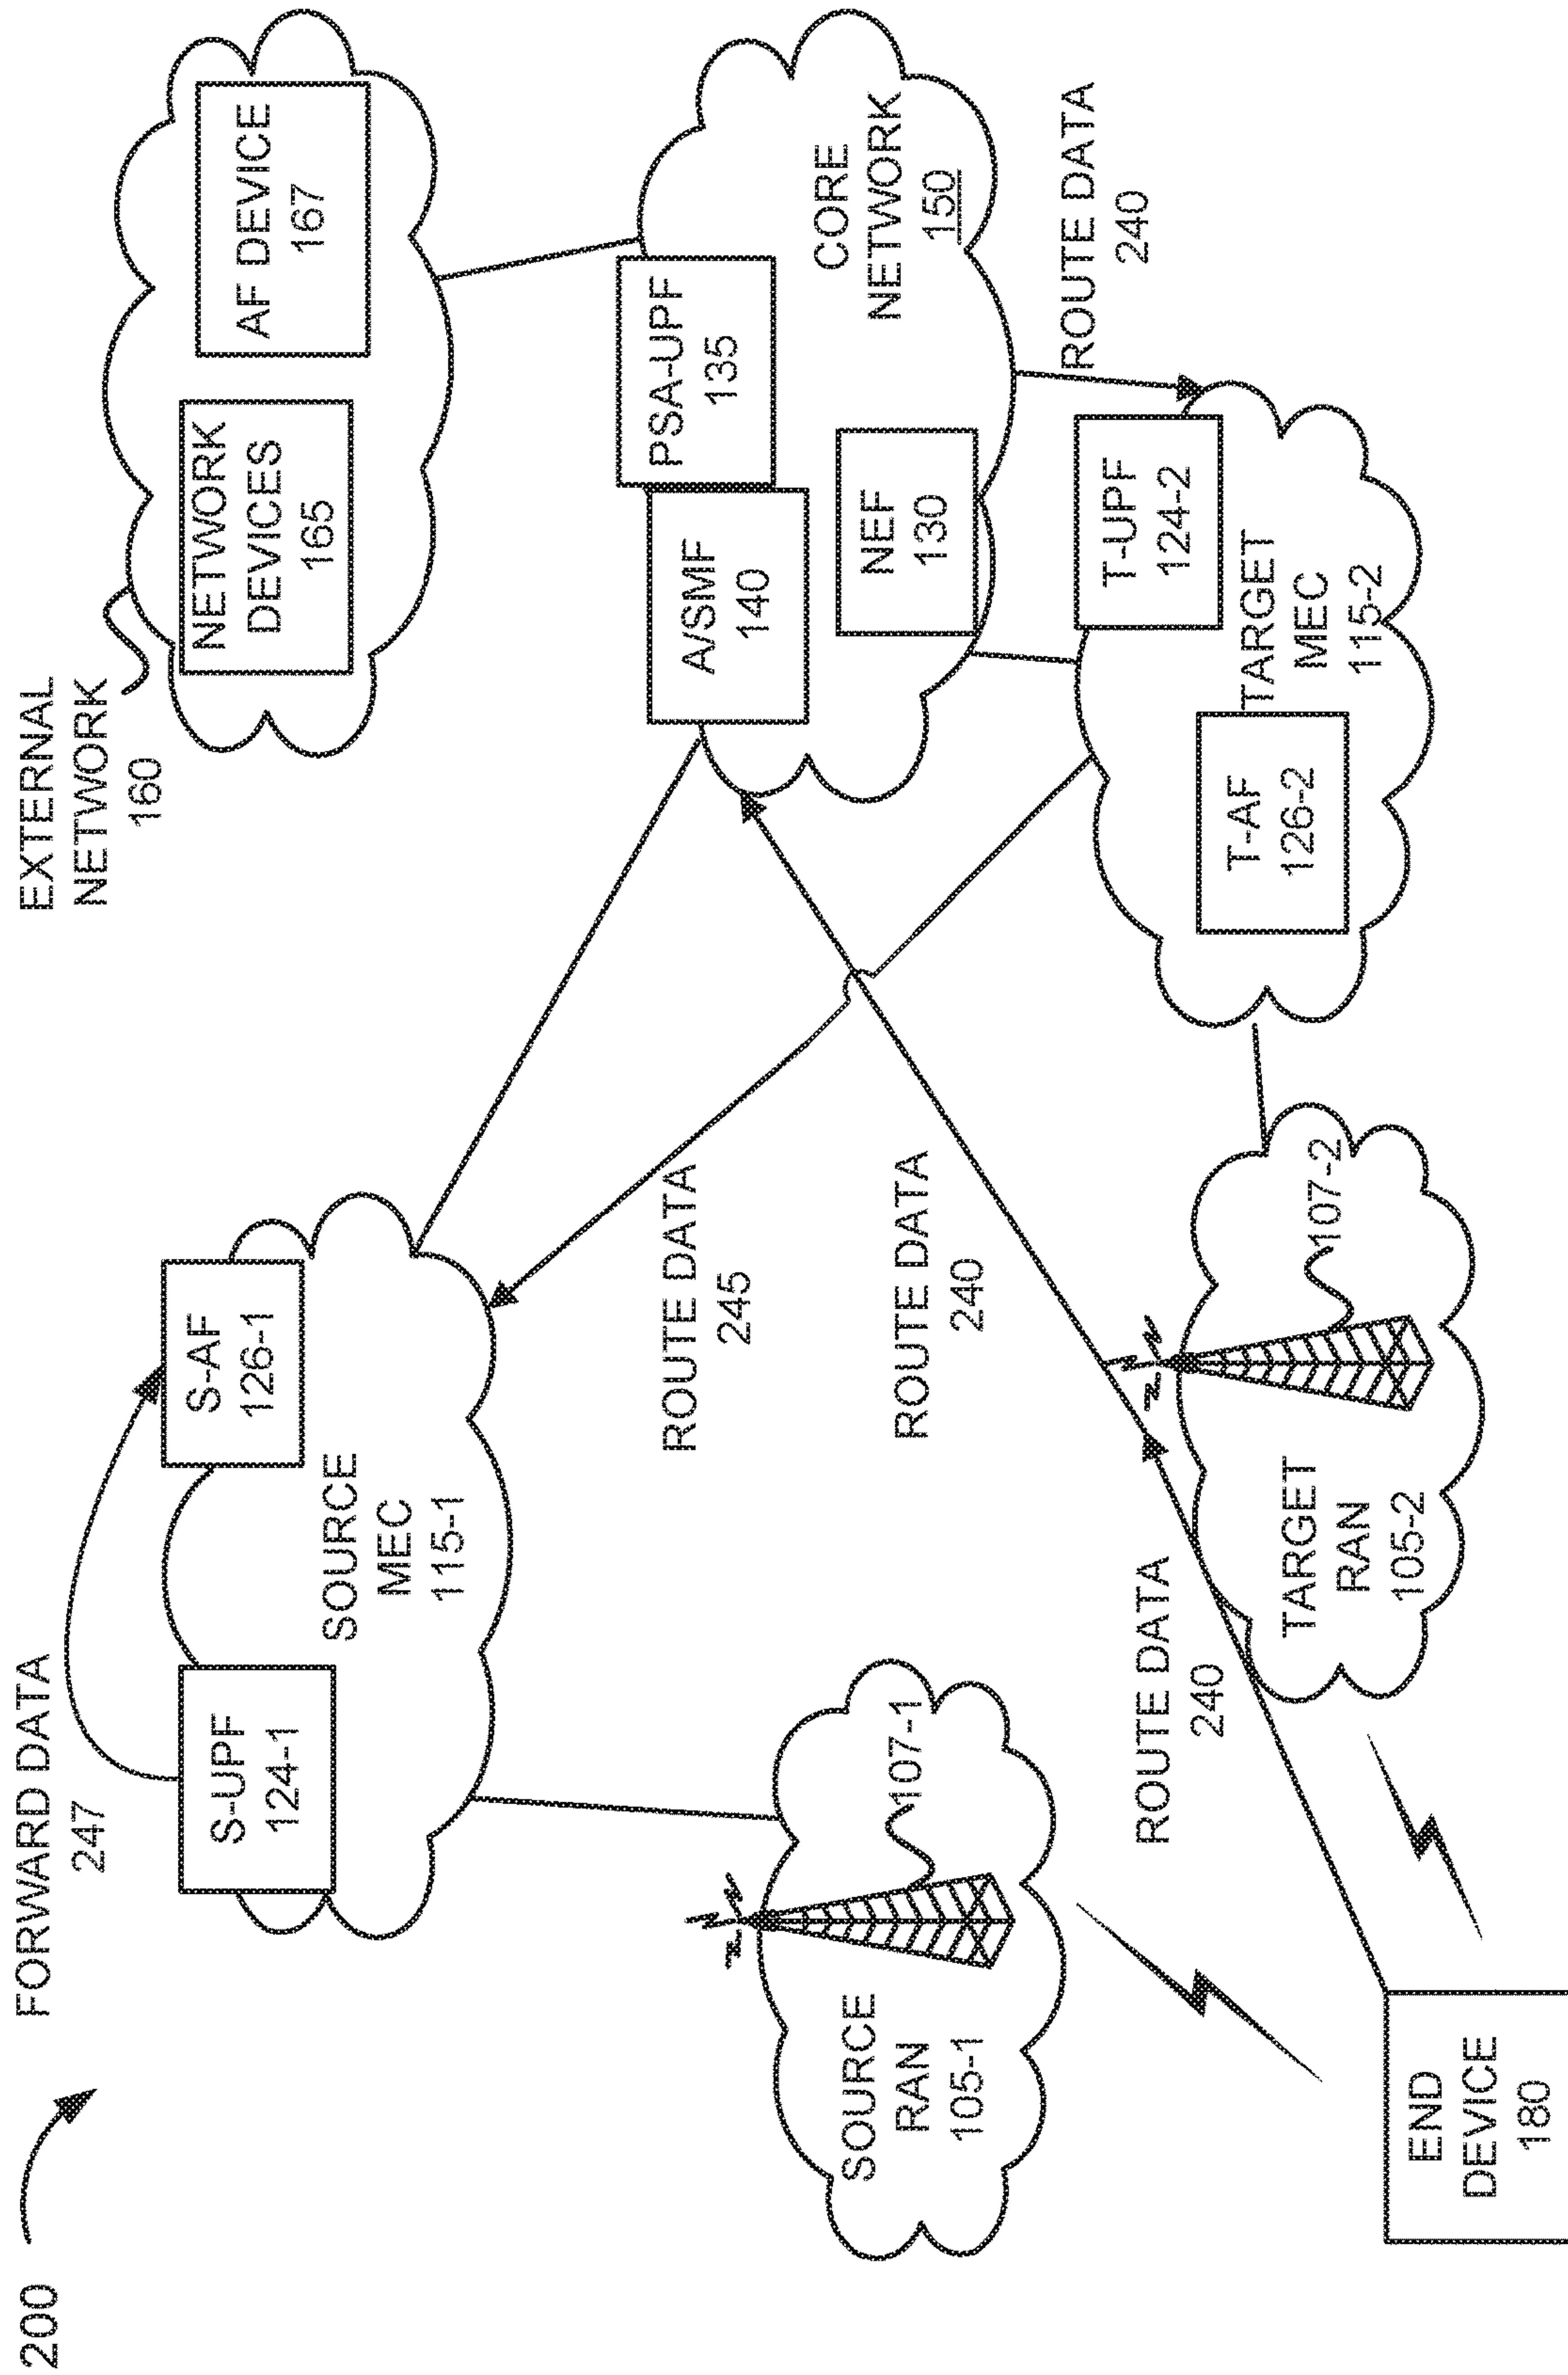 200
FORWARD DATA
247
S-UPF
124-1
S-AF
126-1
SOURCE
MEC
115-1
EXTERNAL
NETWORK
160
NETWORK
DEVICES
165
AF DEVICE
167
A/SMF
140
PSA-UPF
135
NEF
130
CORE
NETWORK
150
ROUTE DATA
245
ROUTE DATA
240
ROUTE DATA
240
SOURCE
RAN
105-1
107-1
ROUTE DATA
240
TARGET
RAN
105-2
107-2
T-AF
126-2
T-UPF
124-2
TARGET
MEC
115-2
END
DEVICE
180